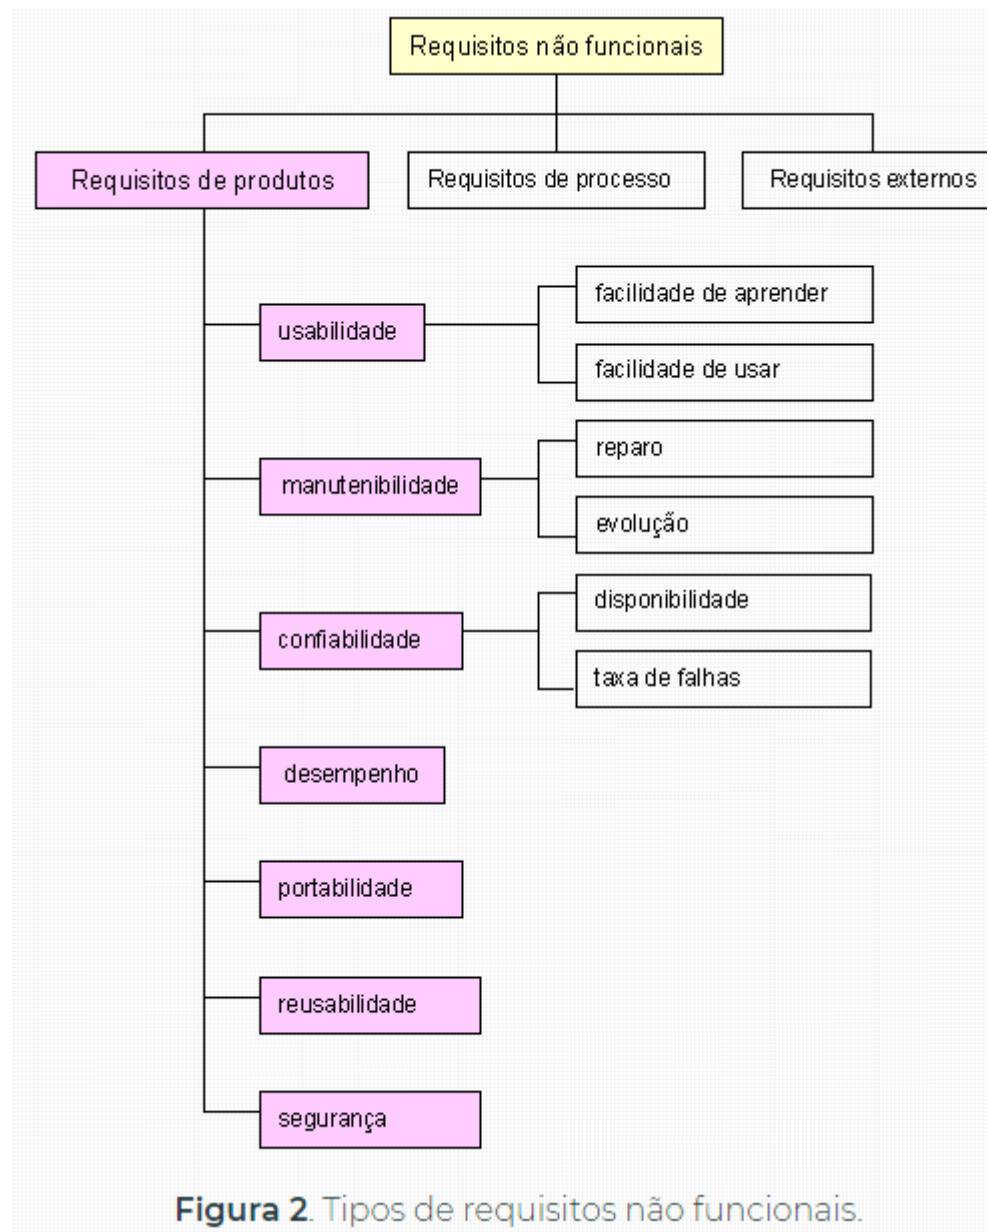 Requisitos não funcionais
Requisitos de produtos
Requisitos de processo
Requisitos externos
usabilidade
facilidade de aprender
facilidade de usar
manutenibilidade
reparo
evolução
confiabilidade
disponibilidade
taxa de falhas
desempenho
portabilidade
reusabilidade
segurança
Figura 2. Tipos de requisitos não funcionais.